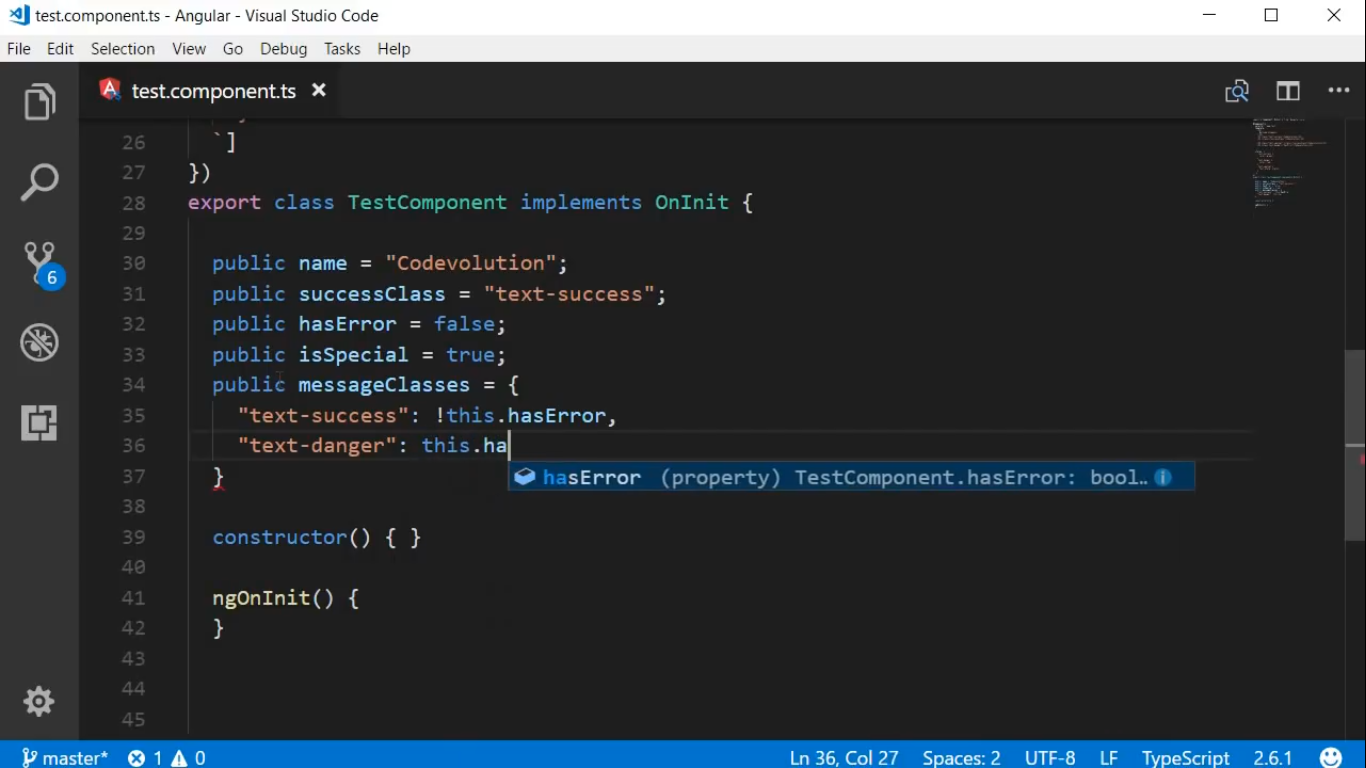 test.component.ts - Angular - Visual Studio Code
File Edit Selection View Go Debug Tasks Help
test.component.ts
26 `]
27 })
28 export class TestComponent implements OnInit {
29
30 public name = "Codevolution";
31 public successClass = "text-success";
32 public hasError = false;
33 public isSpecial = true;
34 public messageClasses = {
35 "text-success": !this.hasError,
36 "text-danger": this.ha
hasError (property) TestComponent.hasError: bool…
37 }
38
39 constructor() { }
40
41 ngOnInit() {
42 }
43
44
45
6
master* 1 0 Ln 36, Col 27 Spaces: 2 UTF-8 LF TypeScript 2.6.1